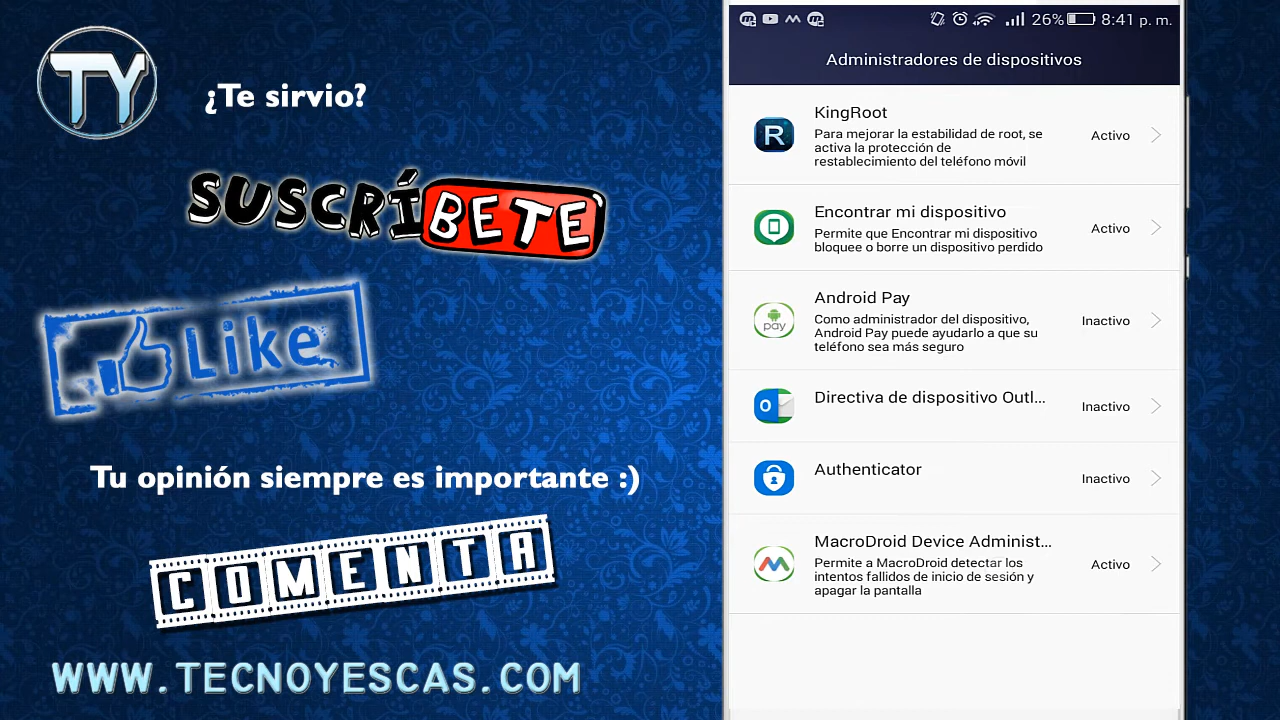 TY
¿Te sirvio?
SUSCRÍBETE
Like
Tu opinión siempre es importante :)
COMENTA
WWW.TECNOYESCAS.COM
26% 8:41 p. m.
Administradores de dispositivos
KingRoot
Para mejorar la estabilidad de root, se
activa la protección de
restablecimiento del teléfono móvil
Activo
Encontrar mi dispositivo
Permite que Encontrar mi dispositivo
bloquee o borre un dispositivo perdido
Activo
Android Pay
Como administrador del dispositivo,
Android Pay puede ayudarlo a que su
teléfono sea más seguro
Inactivo
Directiva de dispositivo Outl...
Inactivo
Authenticator
Inactivo
MacroDroid Device Administ...
Permite a MacroDroid detectar los
intentos fallidos de inicio de sesión y
apagar la pantalla
Activo
R
pay
O